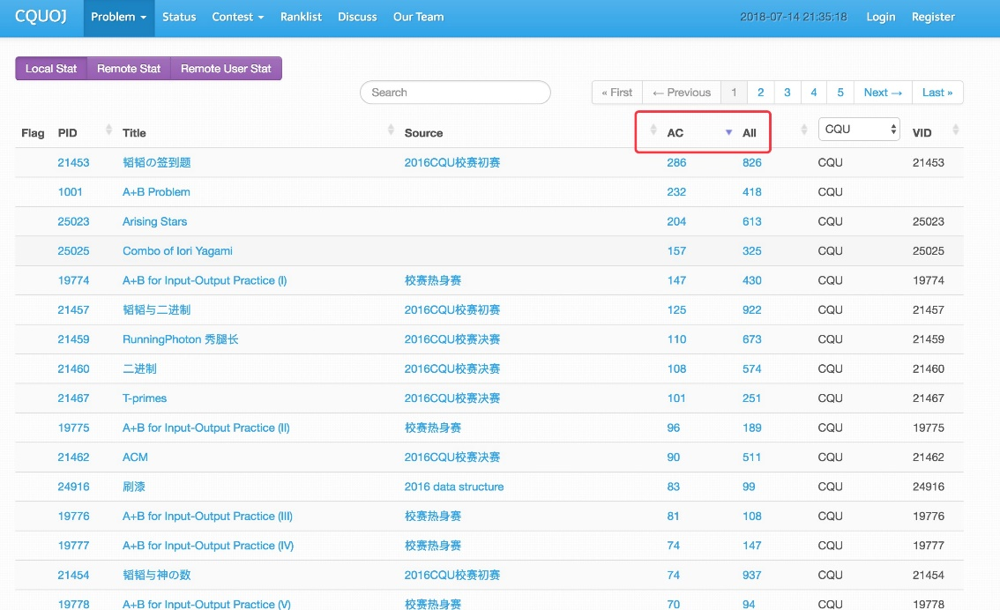 CQUOJ Problem Status Contest Ranklist Discuss Our Team 2018-07-14 21:35:18 Login Register
Local Stat Remote Stat Remote User Stat
Search « First ← Previous 1 2 3 4 5 Next → Last »
Flag PID Title Source AC All CQU VID
21453 韬韬の签到题 2016CQU校赛初赛 286 826 CQU 21453
1001 A+B Problem 232 418 CQU
25023 Arising Stars 204 613 CQU 25023
25025 Combo of Iori Yagami 157 325 CQU 25025
19774 A+B for Input-Output Practice (I) 校赛热身赛 147 430 CQU 19774
21457 韬韬与二进制 2016CQU校赛初赛 125 922 CQU 21457
21459 RunningPhoton 秀腿长 2016CQU校赛决赛 110 673 CQU 21459
21460 二进制 2016CQU校赛决赛 108 574 CQU 21460
21467 T-primes 2016CQU校赛决赛 101 251 CQU 21467
19775 A+B for Input-Output Practice (II) 校赛热身赛 96 189 CQU 19775
21462 ACM 2016CQU校赛决赛 90 511 CQU 21462
24916 刷漆 2016 data structure 83 99 CQU 24916
19776 A+B for Input-Output Practice (III) 校赛热身赛 81 108 CQU 19776
19777 A+B for Input-Output Practice (IV) 校赛热身赛 74 147 CQU 19777
21454 韬韬与神の数 2016CQU校赛初赛 74 937 CQU 21454
19778 A+B for Input-Output Practice (V) 校赛热身赛 70 94 CQU 19778